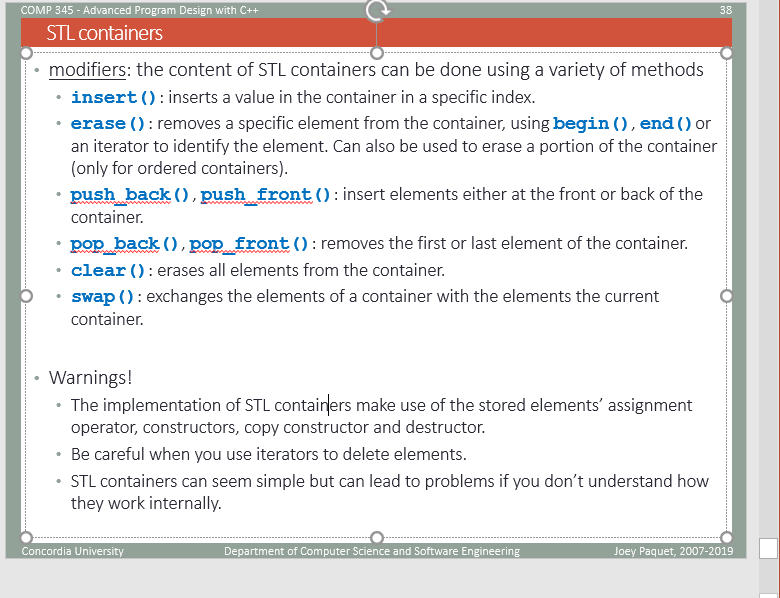 COMP 345 - Advanced Program Design with C++ 38
STL containers
• modifiers: the content of STL containers can be done using a variety of methods
• insert(): inserts a value in the container in a specific index.
• erase(): removes a specific element from the container, using begin(), end() or
an iterator to identify the element. Can also be used to erase a portion of the container
(only for ordered containers).
• push_back(), push_front(): insert elements either at the front or back of the
container.
• pop_back(), pop_front(): removes the first or last element of the container.
• clear(): erases all elements from the container.
• swap(): exchanges the elements of a container with the elements the current
container.
• Warnings!
• The implementation of STL containers make use of the stored elements’ assignment
operator, constructors, copy constructor and destructor.
• Be careful when you use iterators to delete elements.
• STL containers can seem simple but can lead to problems if you don’t understand how
they work internally.
Concordia University Department of Computer Science and Software Engineering Joey Paquet, 2007-2019